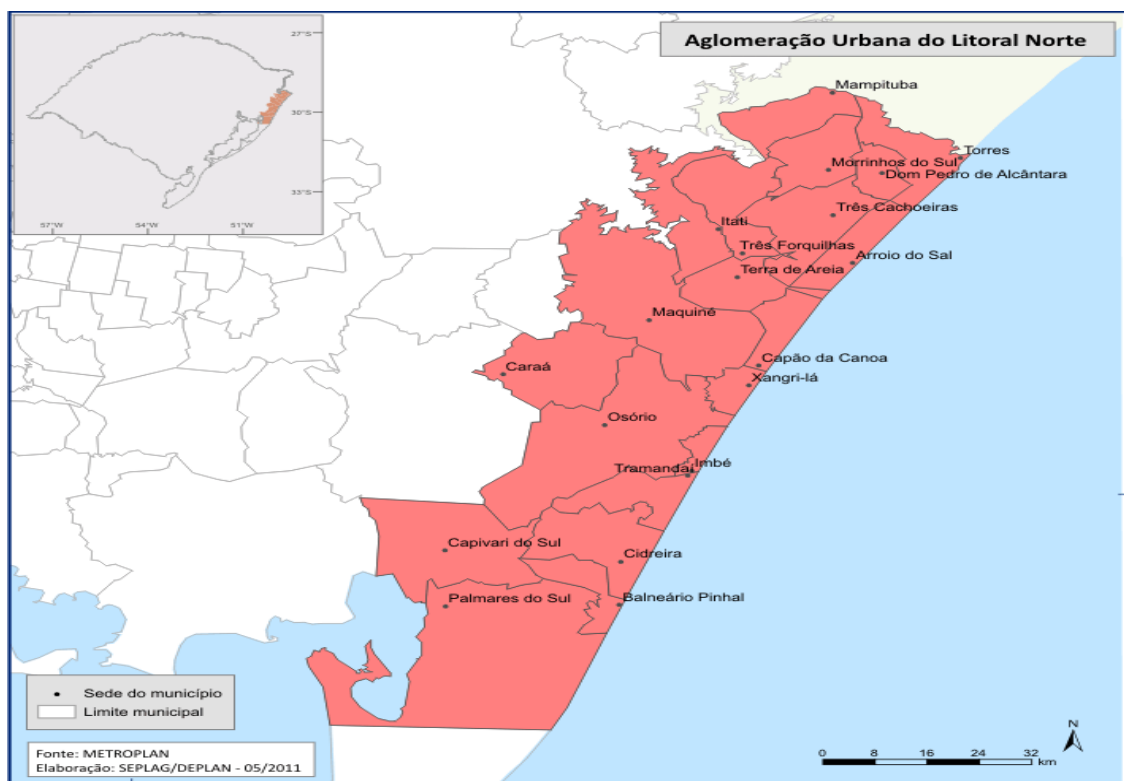 Aglomeração Urbana do Litoral Norte
27°S
30°S
33°S
57°W
54°W
51°W
Mampituba
Torres
Morrinhos do Sul
Dom Pedro de Alcântara
Três Cachoeiras
Itati
Três Forquilhas
Arroio do Sal
Terra de Areia
Maquiné
Capão da Canoa
Caraá
Xangri-lá
Osório
Imbé
Tramandaí
Capivari do Sul
Cidreira
Palmares do Sul
Balneário Pinhal
Sede do município
Limite municipal
Fonte: METROPLAN
Elaboração: SEPLAG/DEPLAN - 05/2011
N
0 8 16 24 32
km